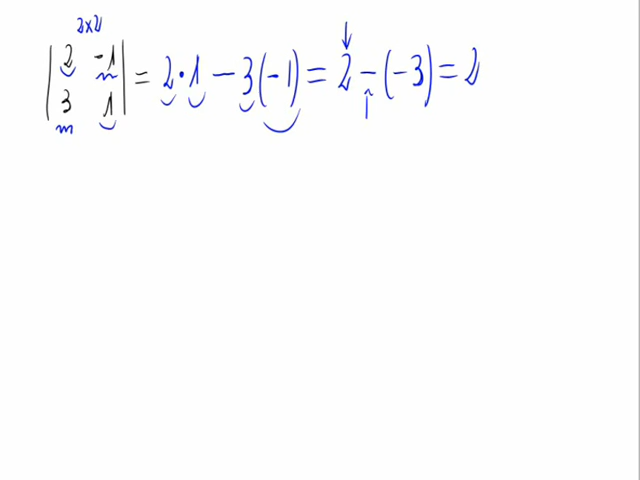 2x2
|2 -1| = 2·1 - 3(-1) = 2 - (-3) = 2
|3 1|